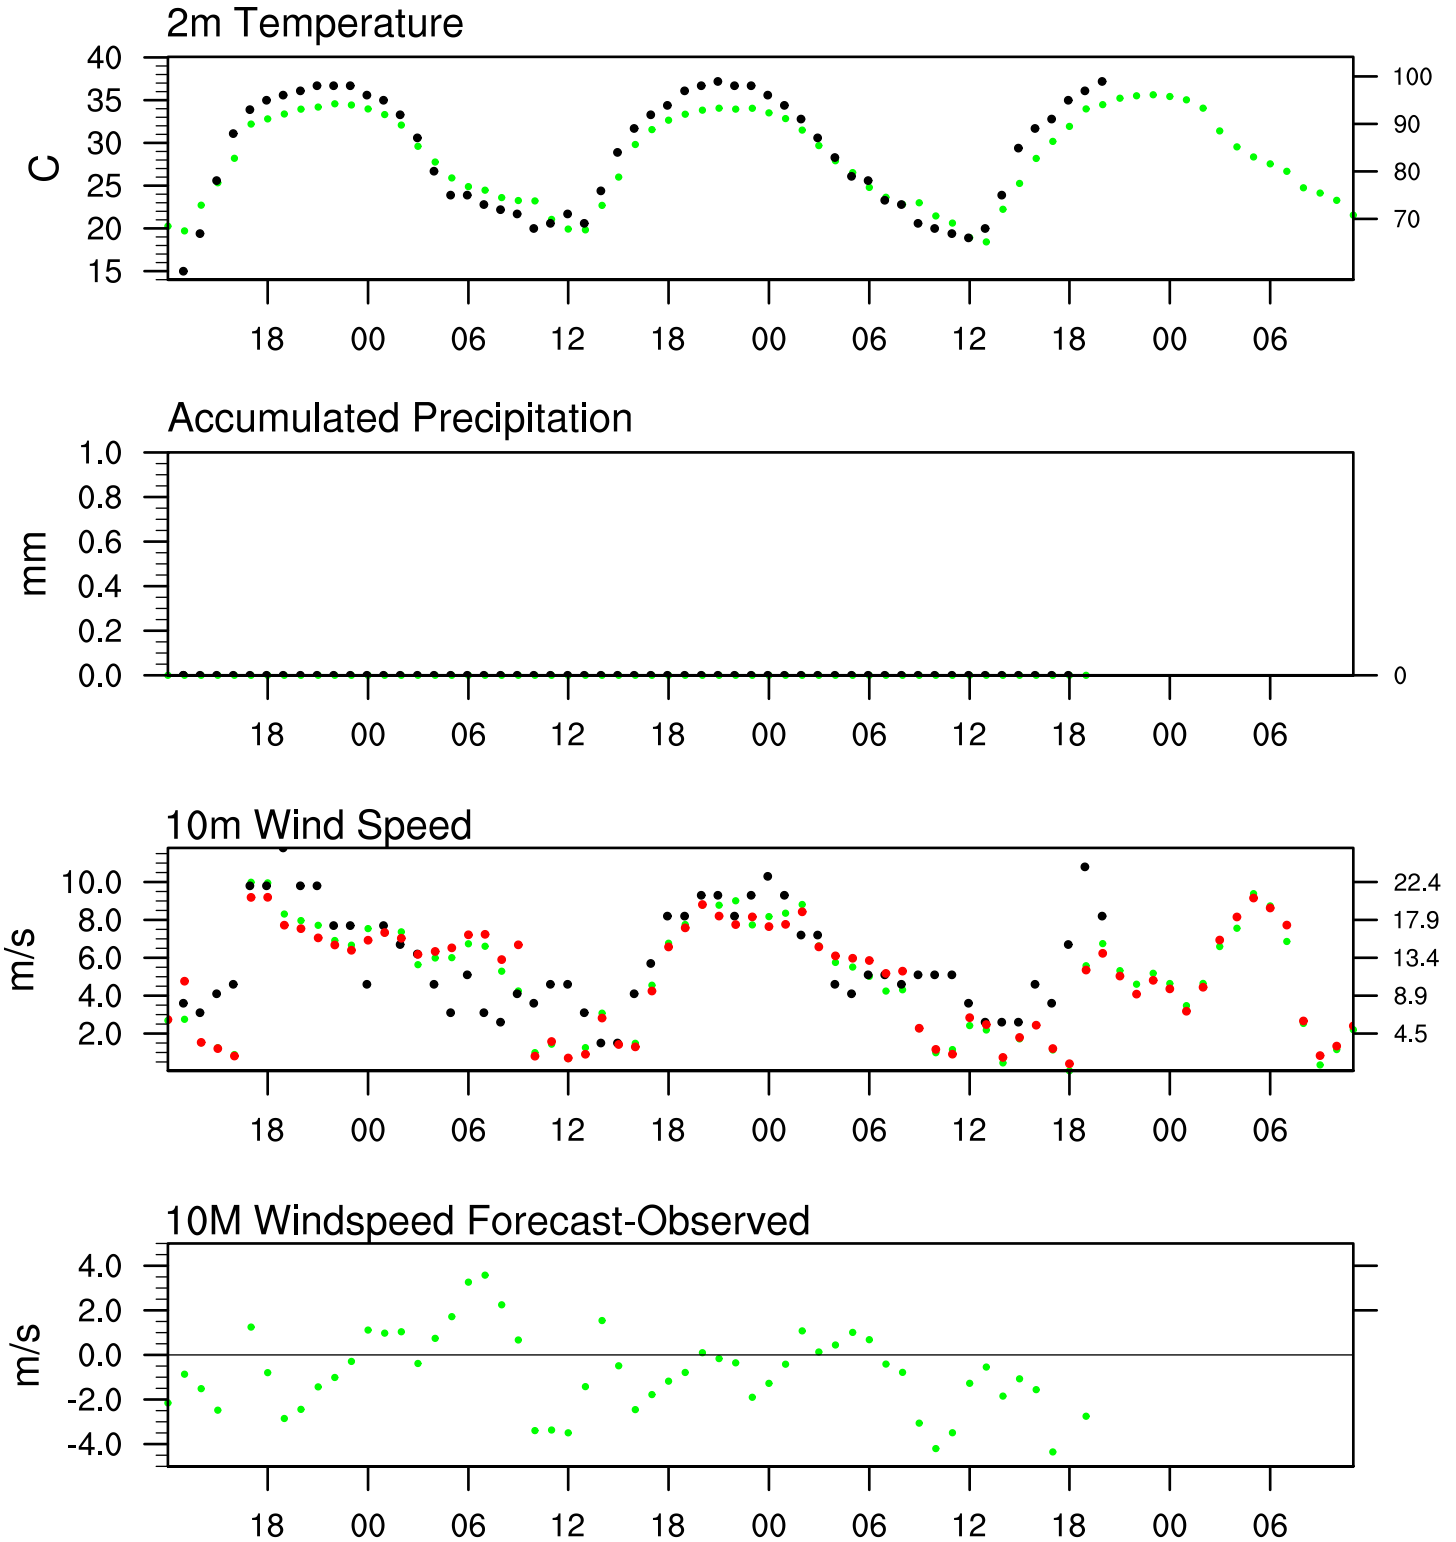 2m Temperature
40
35
30
25
20
15
C
100
90
80
70
18 00 06 12 18 00 06 12 18 00 06
Accumulated Precipitation
1.0
0.8
0.6
0.4
0.2
0.0
mm
0
18 00 06 12 18 00 06 12 18 00 06
10m Wind Speed
10.0
8.0
6.0
4.0
2.0
m/s
22.4
17.9
13.4
8.9
4.5
18 00 06 12 18 00 06 12 18 00 06
10M Windspeed Forecast-Observed
4.0
2.0
0.0
-2.0
-4.0
m/s
18 00 06 12 18 00 06 12 18 00 06